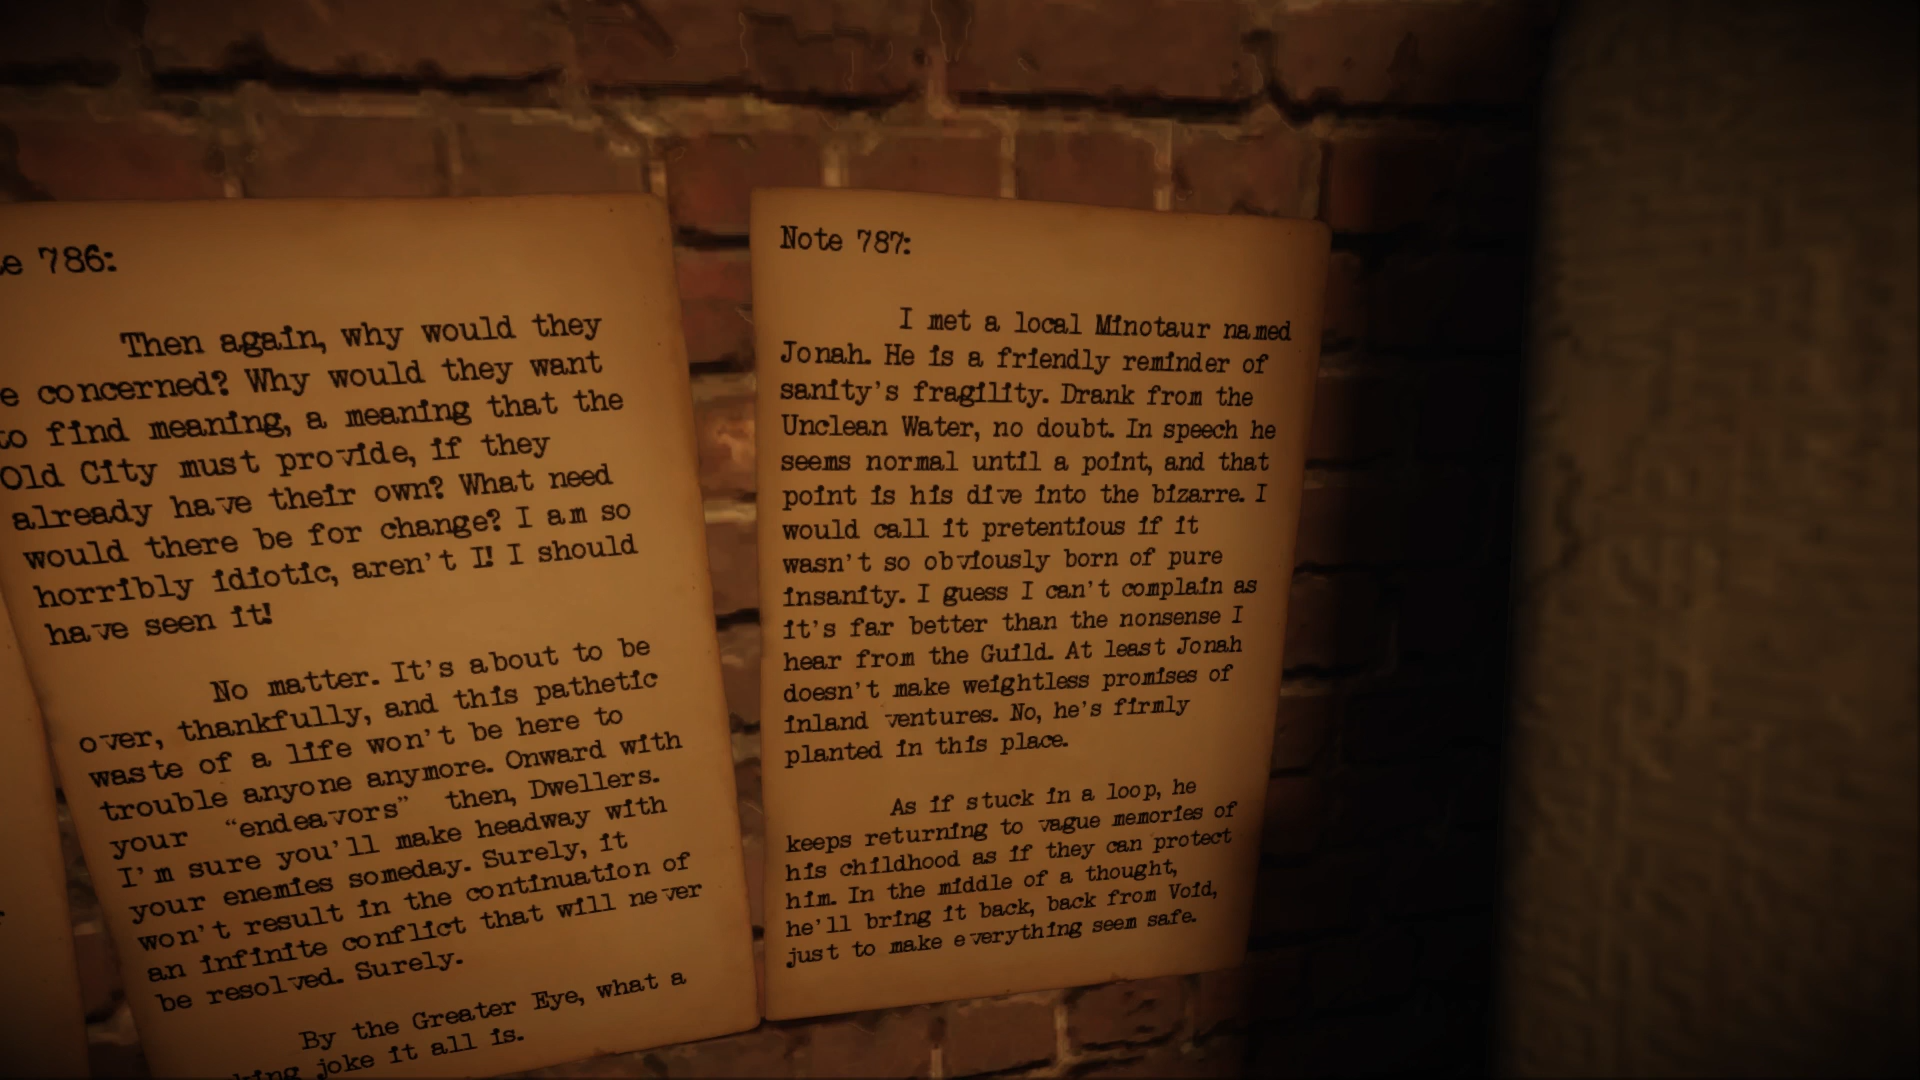 786:
Then again, why would they
concerned? Why would they want
to find meaning, a meaning that the
Old City must provide, if they
already have their own? What need
would there be for change? I am so
horribly idiotic, aren't I! I should
have seen it!
No matter. It's about to be
over, thankfully, and this pathetic
waste of a life won't be here to
trouble anyone anymore. Onward with
your "endeavors" then, Dwellers.
I'm sure you'll make headway with
your enemies someday. Surely, it
won't result in the continuation of
an infinite conflict that will never
be resolved. Surely.
By the Greater Eye, what a
joke it all is.
Note 787:
I met a local Minotaur named
Jonah. He is a friendly reminder of
sanity's fragility. Drank from the
Unclean Water, no doubt. In speech he
seems normal until a point, and that
point is his dive into the bizarre. I
would call it pretentious if it
wasn't so obviously born of pure
insanity. I guess I can't complain as
it's far better than the nonsense I
hear from the Guild. At least Jonah
doesn't make weightless promises of
inland ventures. No, he's firmly
planted in this place.
As if stuck in a loop, he
keeps returning to vague memories of
his childhood as if they can protect
him. In the middle of a thought,
he'll bring it back, back from Void,
just to make everything seem safe.